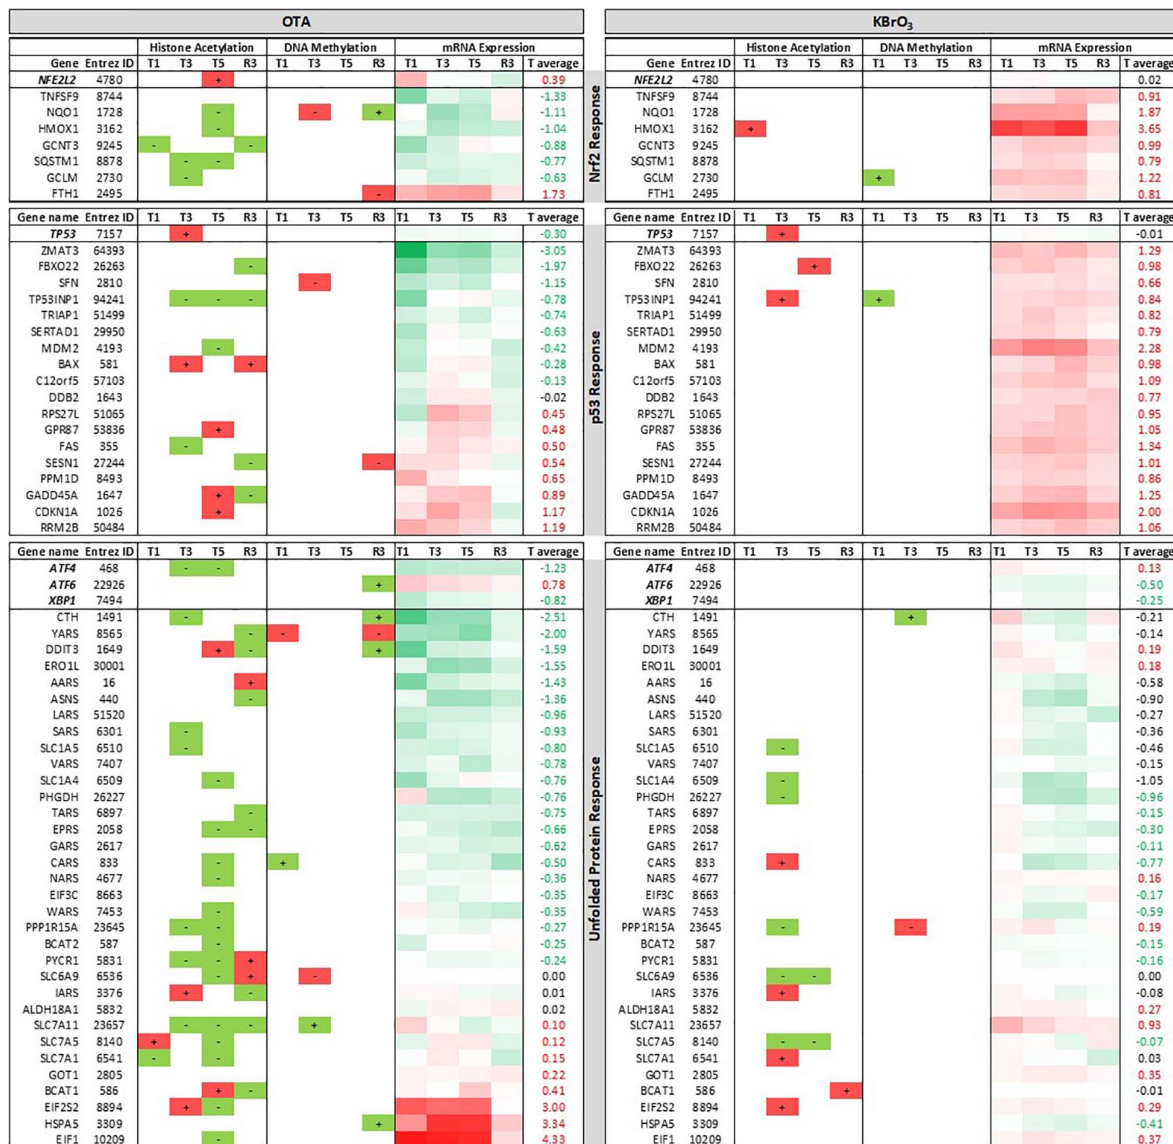 OTA
Histone Acetylation DNA Methylation mRNA Expression
Gene Entrez ID T1 T3 T5 R3 T1 T3 T5 R3 T1 T3 T5 R3 T average
NFE2L2 4780 + 0.39
TNFSF9 8744 -1.33
NQO1 1728 - - + -1.11
HMOX1 3162 - -1.04
GCNT3 9245 - - -0.88
SQSTM1 8878 - - -0.77
GCLM 2730 - -0.63
FTH1 2495 - 1.73
Gene name Entrez ID T1 T3 T5 R3 T1 T3 T5 R3 T1 T3 T5 R3 T average
TP53 7157 + -0.30
ZMAT3 64393 -3.05
FBXO22 26263 - -1.97
SFN 2810 - -1.15
TP53INP1 94241 - - - -0.78
TRIAP1 51499 -0.74
SERTAD1 29950 -0.63
MDM2 4193 - -0.42
BAX 581 + + -0.28
C12orf5 57103 -0.13
DDB2 1643 -0.02
RPS27L 51065 0.45
GPR87 53836 + 0.48
FAS 355 - 0.50
SESN1 27244 - - 0.54
PPM1D 8493 0.65
GADD45A 1647 + - 0.89
CDKN1A 1026 + 1.17
RRM2B 50484 1.19
Gene name Entrez ID T1 T3 T5 R3 T1 T3 T5 R3 T1 T3 T5 R3 T average
ATF4 468 - - -1.23
ATF6 22926 + 0.78
XBP1 7494 -0.82
CTH 1491 - + -2.51
YARS 8565 - - - -2.00
DDIT3 1649 + - + -1.59
ERO1L 30001 -1.55
AARS 16 + -1.43
ASNS 440 - -1.36
LARS 51520 -0.96
SARS 6301 - -0.93
SLC1A5 6510 - -0.80
VARS 7407 -0.78
SLC1A4 6509 - -0.76
PHGDH 26227 -0.76
TARS 6897 - -0.75
EPRS 2058 - - -0.66
GARS 2617 -0.62
CARS 833 - + -0.50
NARS 4677 - -0.36
EIF3C 8663 -0.35
WARS 7453 - -0.35
PPP1R15A 23645 - - -0.27
BCAT2 587 - -0.25
PYCR1 5831 - - + -0.24
SLC6A9 6536 - + - 0.00
IARS 3376 + - 0.01
ALDH18A1 5832 0.02
SLC7A11 23657 - - - + 0.10
SLC7A5 8140 + - 0.12
SLC7A1 6541 - - 0.15
GOT1 2805 0.22
BCAT1 586 + - 0.41
EIF2S2 8894 + - 3.00
HSPA5 3309 + 3.34
EIF1 10209 - 4.33
Nrf2 Response
p53 Response
Unfolded Protein Response
KBrO₃
Histone Acetylation DNA Methylation mRNA Expression
Gene Entrez ID T1 T3 T5 R3 T1 T3 T5 R3 T1 T3 T5 R3 T average
NFE2L2 4780 0.02
TNFSF9 8744 0.91
NQO1 1728 1.87
HMOX1 3162 + 3.65
GCNT3 9245 0.99
SQSTM1 8878 0.79
GCLM 2730 + 1.22
FTH1 2495 0.81
Gene name Entrez ID T1 T3 T5 R3 T1 T3 T5 R3 T1 T3 T5 R3 T average
TP53 7157 + -0.01
ZMAT3 64393 1.29
FBXO22 26263 + 0.98
SFN 2810 0.66
TP53INP1 94241 + + 0.84
TRIAP1 51499 0.82
SERTAD1 29950 0.79
MDM2 4193 2.28
BAX 581 0.98
C12orf5 57103 1.09
DDB2 1643 0.77
RPS27L 51065 0.95
GPR87 53836 1.05
FAS 355 1.34
SESN1 27244 1.01
PPM1D 8493 0.86
GADD45A 1647 1.25
CDKN1A 1026 2.00
RRM2B 50484 1.06
Gene name Entrez ID T1 T3 T5 R3 T1 T3 T5 R3 T1 T3 T5 R3 T average
ATF4 468 0.13
ATF6 22926 -0.50
XBP1 7494 -0.25
CTH 1491 + -0.21
YARS 8565 -0.14
DDIT3 1649 0.19
ERO1L 30001 0.18
AARS 16 -0.58
ASNS 440 -0.90
LARS 51520 -0.27
SARS 6301 -0.36
SLC1A5 6510 - -0.46
VARS 7407 -0.15
SLC1A4 6509 - -1.05
PHGDH 26227 - -0.96
TARS 6897 -0.15
EPRS 2058 -0.30
GARS 2617 -0.11
CARS 833 + -0.77
NARS 4677 0.16
EIF3C 8663 -0.17
WARS 7453 -0.59
PPP1R15A 23645 - - 0.19
BCAT2 587 -0.15
PYCR1 5831 -0.16
SLC6A9 6536 - - 0.00
IARS 3376 + -0.08
ALDH18A1 5832 0.27
SLC7A11 23657 0.93
SLC7A5 8140 - - -0.07
SLC7A1 6541 + 0.03
GOT1 2805 0.35
BCAT1 586 + -0.01
EIF2S2 8894 + 0.29
HSPA5 3309 -0.41
EIF1 10209 0.37